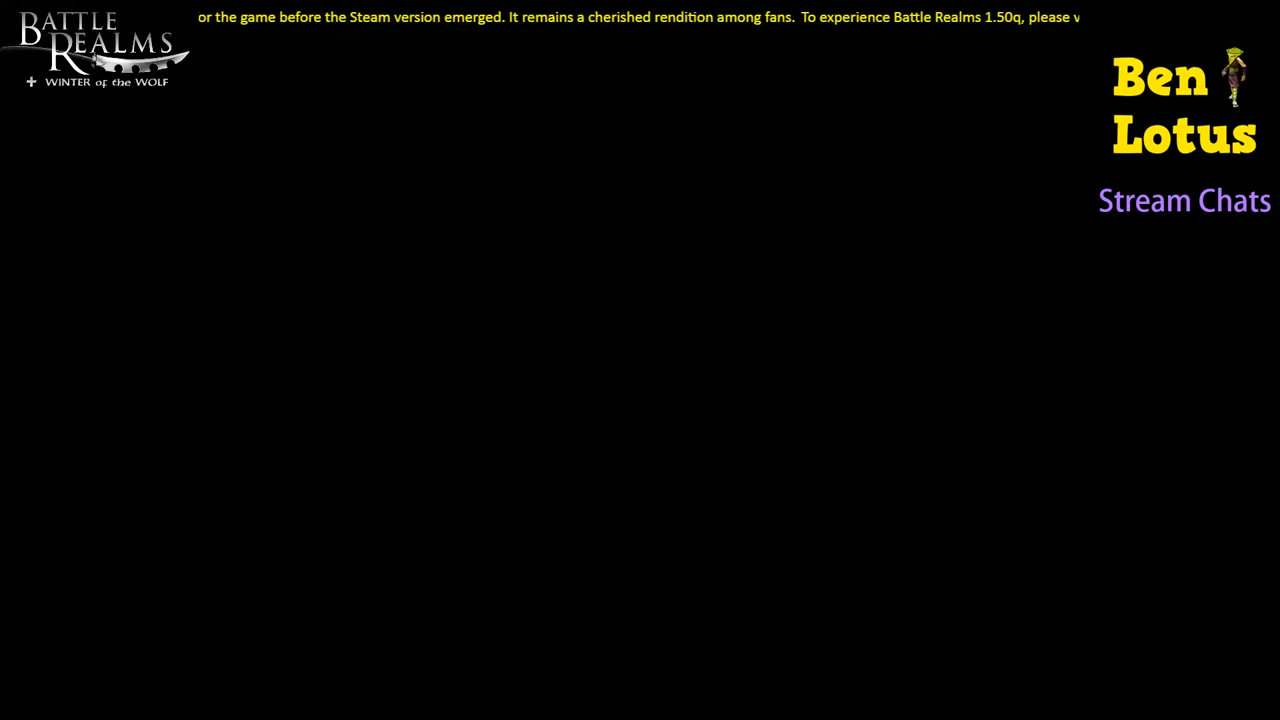 BATTLE
REALMS
+ WINTER of the WOLF
or the game before the Steam version emerged. It remains a cherished rendition among fans. To experience Battle Realms 1.50q, please v
Ben
Lotus
Stream Chats